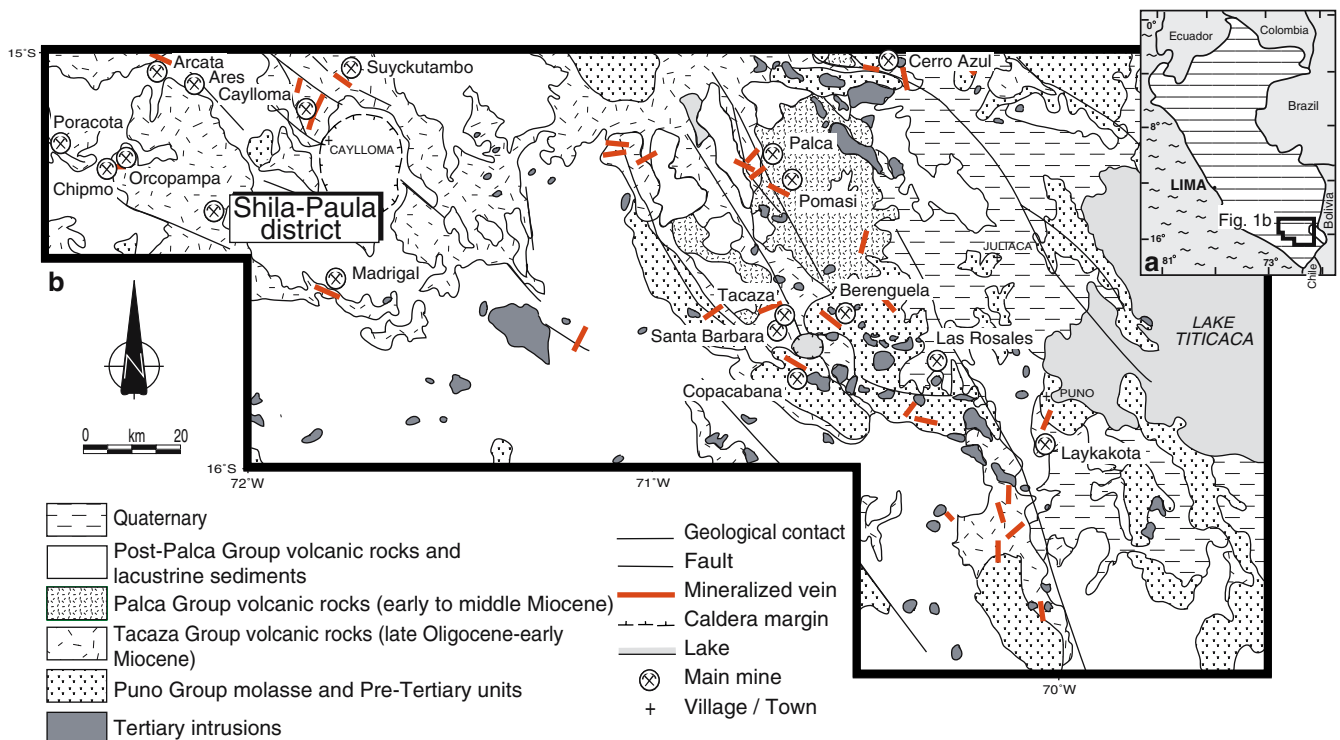 15°S
Arcata
Ares
Caylloma
Suyckutambo
Poracota
CAYLLOMA
Chipmo
Orcopampa
Shila-Paula
district
Madrigal
b
N
0 km 20
16°S
72°W
71°W
70°W
Cerro Azul
Palca
Pomasi
JULIACA
Tacaza
Berenguela
Santa Barbara
Las Rosales
Copacabana
PUNO
Laykakota
LAKE
TITICACA
0°
Ecuador
Colombia
Brazil
8°
LIMA
Fig. 1b
Bolivia
16°
81°
73°
Chile
a
Quaternary
Post-Palca Group volcanic rocks and
lacustrine sediments
Palca Group volcanic rocks (early to middle Miocene)
Tacaza Group volcanic rocks (late Oligocene-early
Miocene)
Puno Group molasse and Pre-Tertiary units
Tertiary intrusions
Geological contact
Fault
Mineralized vein
Caldera margin
Lake
Main mine
Village / Town